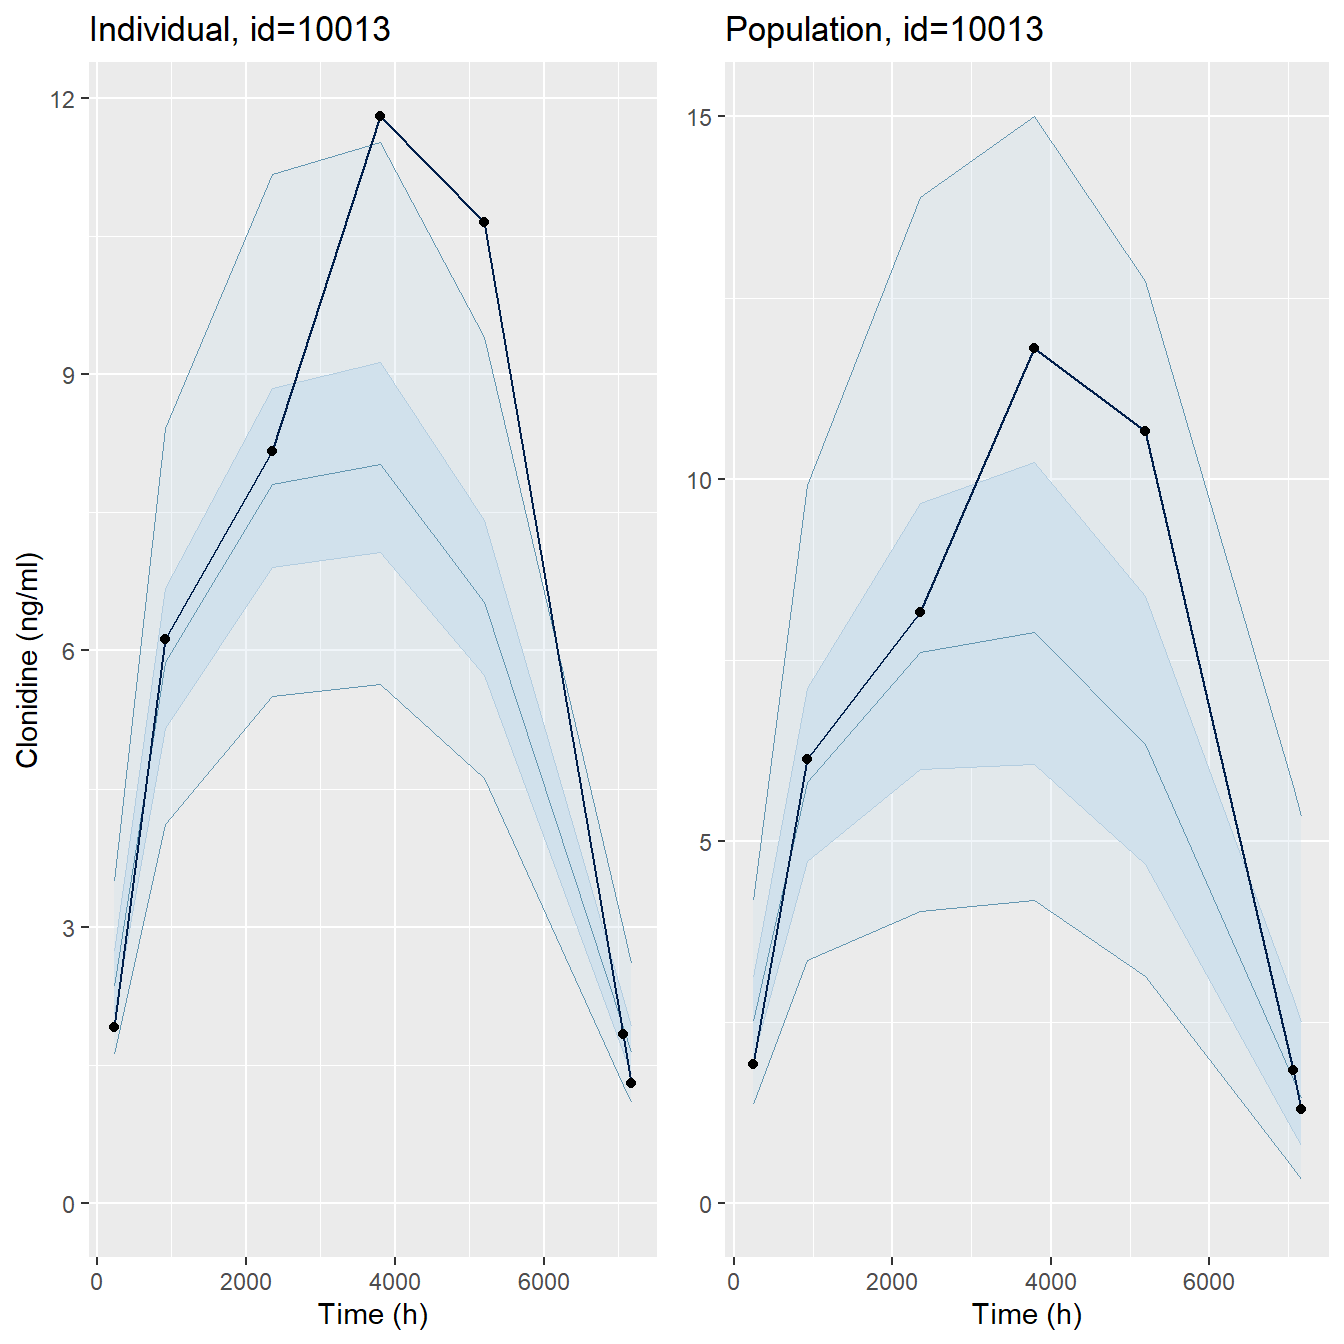 Individual, id=10013
Population, id=10013
Clonidine (ng/ml)
12
9
6
3
0
0 2000 4000 6000
Time (h)
15
10
5
0
0 2000 4000 6000
Time (h)